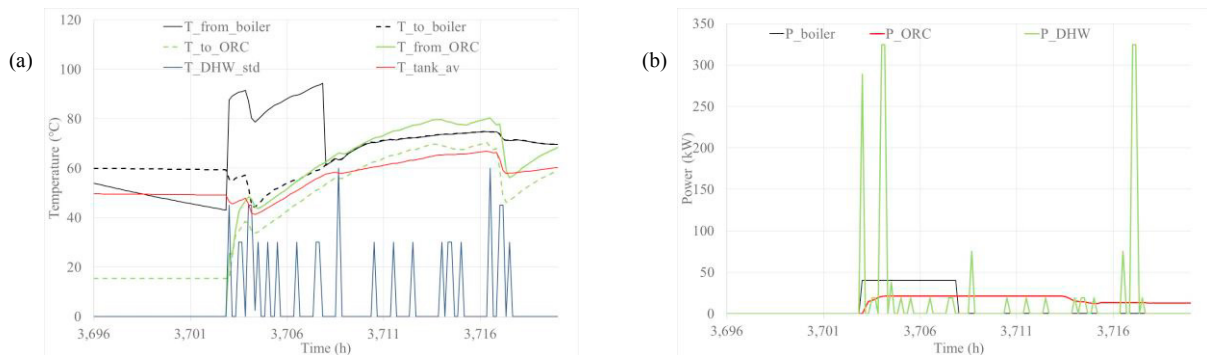 (a)
120
100
80
60
40
20
0
Temperature (°C)
T_from_boiler
T_to_boiler
T_to_ORC
T_from_ORC
T_DHW_std
T_tank_av
3,696
3,701
3,706
3,711
3,716
Time (h)
(b)
350
300
250
200
150
100
50
0
Power (kW)
P_boiler
P_ORC
P_DHW
3,696
3,701
3,706
3,711
3,716
Time (h)